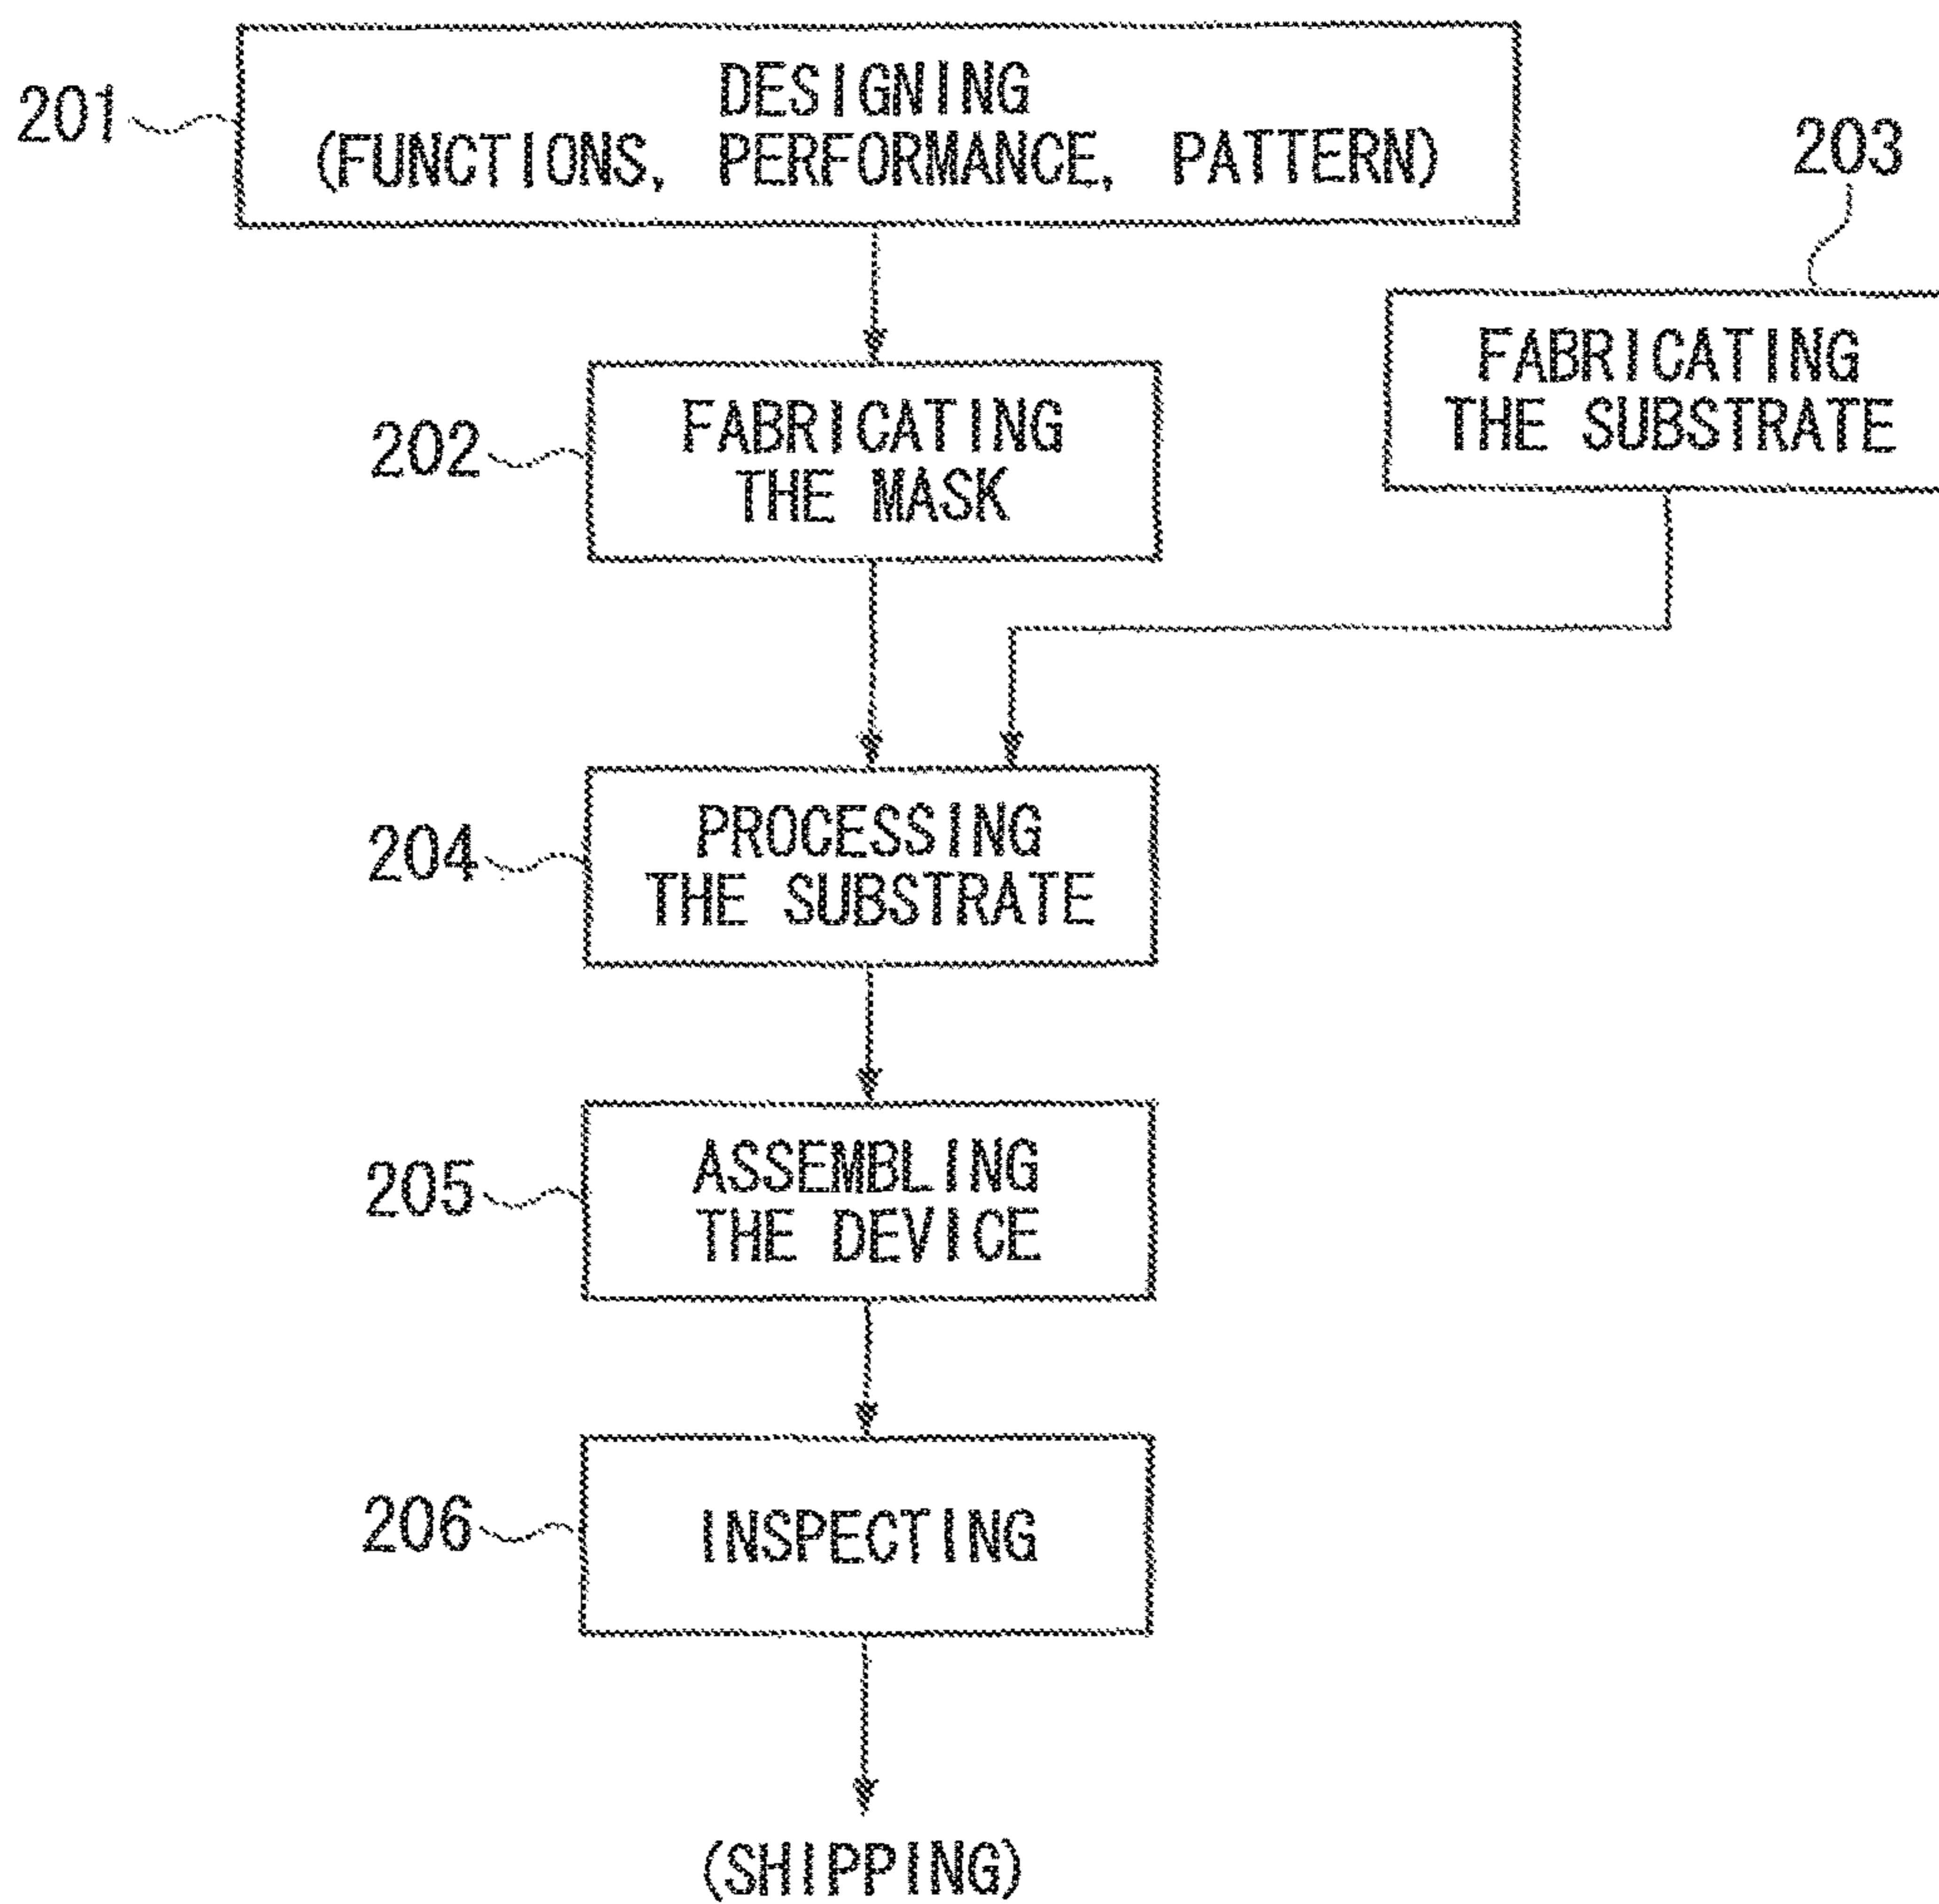 201
DESIGNING
(FUNCTIONS, PERFORMANCE, PATTERN)
203
FABRICATING
THE SUBSTRATE
202
FABRICATING
THE MASK
204
PROCESSING
THE SUBSTRATE
205
ASSEMBLING
THE DEVICE
206
INSPECTING
(SHIPPING)